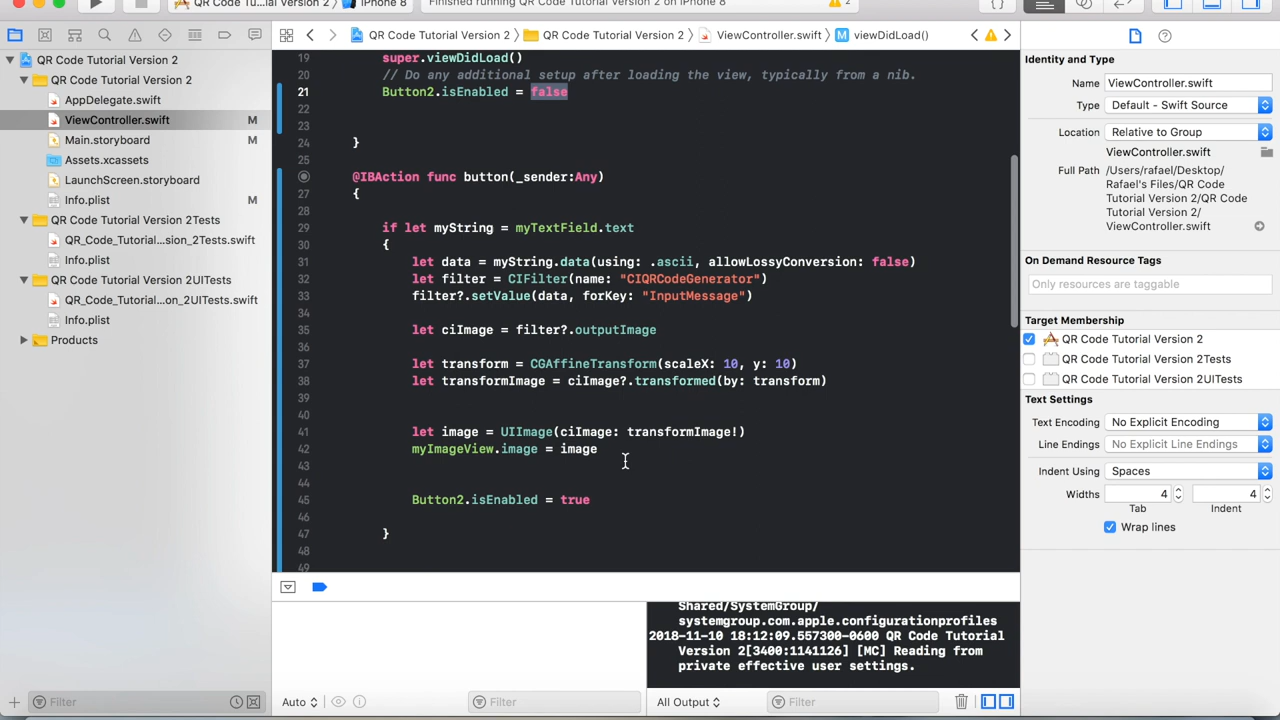 QR Code Tu...rial Version 2 iPhone 8 Finished running QR Code Tutorial Version 2 on iPhone 8 2
QR Code Tutorial Version 2 QR Code Tutorial Version 2 ViewController.swift M viewDidLoad()
QR Code Tutorial Version 2
QR Code Tutorial Version 2
AppDelegate.swift
ViewController.swift M
Main.storyboard M
Assets.xcassets
LaunchScreen.storyboard
Info.plist M
QR Code Tutorial Version 2Tests
QR_Code_Tutorial...sion_2Tests.swift
Info.plist
QR Code Tutorial Version 2UITests
QR_Code_Tutorial...on_2UITests.swift
Info.plist
Products
Filter
19 super.viewDidLoad()
20 // Do any additional setup after loading the view, typically from a nib.
21 Button2.isEnabled = false
22
23
24 }
25
@IBAction func button(_sender:Any)
27 {
28
29 if let myString = myTextField.text
30 {
31 let data = myString.data(using: .ascii, allowLossyConversion: false)
32 let filter = CIFilter(name: "CIQRCodeGenerator")
33 filter?.setValue(data, forKey: "InputMessage")
34
35 let ciImage = filter?.outputImage
36
37 let transform = CGAffineTransform(scaleX: 10, y: 10)
38 let transformImage = ciImage?.transformed(by: transform)
39
40
41 let image = UIImage(ciImage: transformImage!)
42 myImageView.image = image
43
44
45 Button2.isEnabled = true
46
47 }
48
49
Shared/SystemGroup/
systemgroup.com.apple.configurationprofiles
2018-11-10 18:12:09.557300-0600 QR Code Tutorial
Version 2[3400:1141126] [MC] Reading from
private effective user settings.
Auto Filter All Output Filter
Identity and Type
Name ViewController.swift
Type Default - Swift Source
Location Relative to Group
ViewController.swift
Full Path /Users/rafael/Desktop/
Rafael's Files/QR Code
Tutorial Version 2/QR Code
Tutorial Version 2/
ViewController.swift
On Demand Resource Tags
Only resources are taggable
Target Membership
QR Code Tutorial Version 2
QR Code Tutorial Version 2Tests
QR Code Tutorial Version 2UITests
Text Settings
Text Encoding No Explicit Encoding
Line Endings No Explicit Line Endings
Indent Using Spaces
Widths 4 4
Tab Indent
Wrap lines